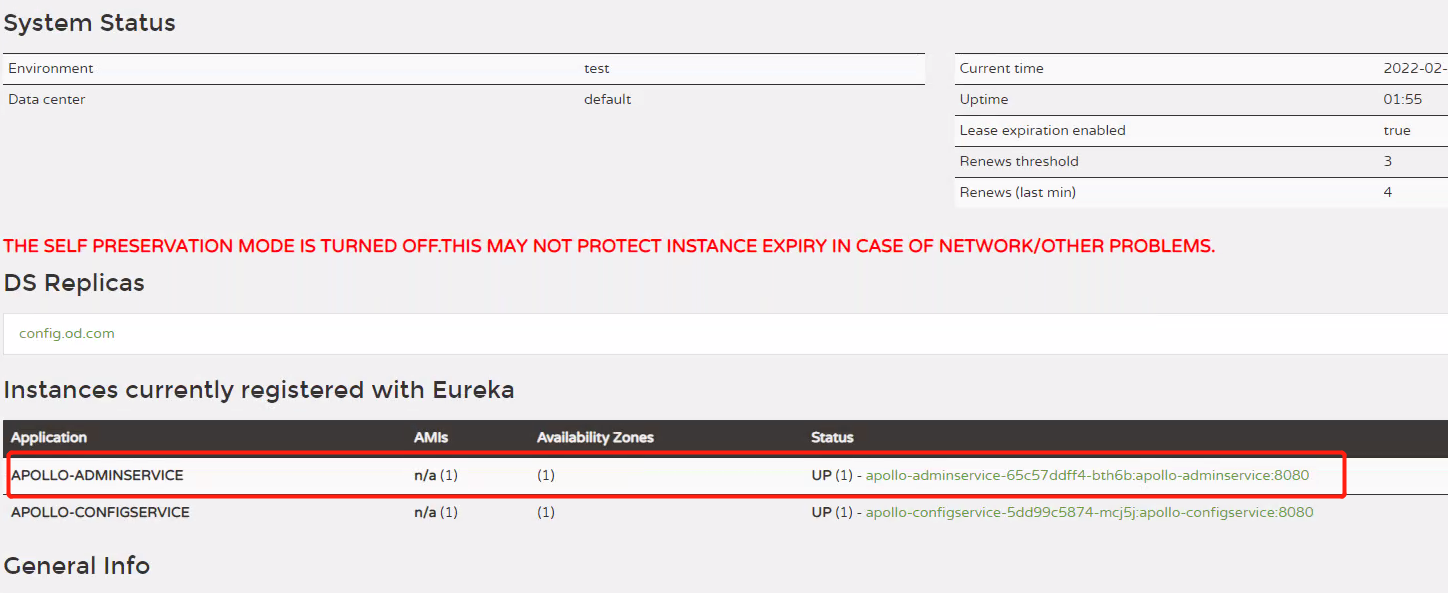 System Status
Environment test
Data center default
Current time 2022-02-
Uptime 01:55
Lease expiration enabled true
Renews threshold 3
Renews (last min) 4
THE SELF PRESERVATION MODE IS TURNED OFF.THIS MAY NOT PROTECT INSTANCE EXPIRY IN CASE OF NETWORK/OTHER PROBLEMS.
DS Replicas
config.od.com
Instances currently registered with Eureka
Application AMIs Availability Zones Status
APOLLO-ADMINSERVICE n/a (1) (1) UP (1) - apollo-adminservice-65c57ddff4-bth6b:apollo-adminservice:8080
APOLLO-CONFIGSERVICE n/a (1) (1) UP (1) - apollo-configservice-5dd99c5874-mcj5j:apollo-configservice:8080
General Info